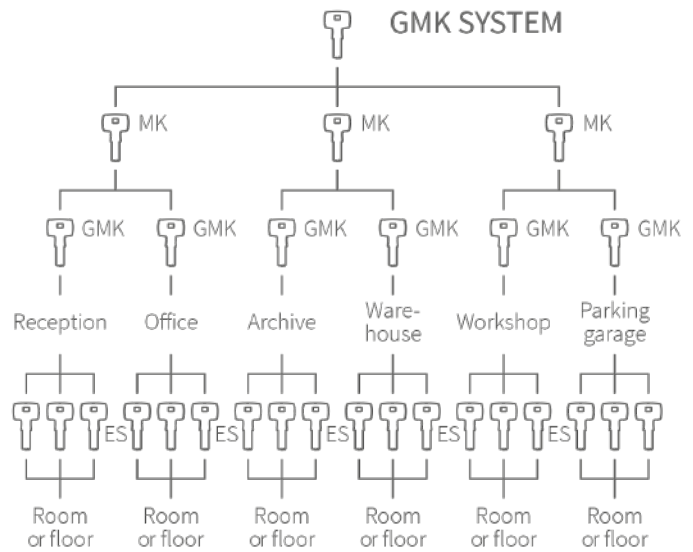 GMK SYSTEM
MK MK MK
GMK GMK GMK GMK GMK GMK
Reception Office Archive Ware-
house Workshop Parking
garage
ES ES ES ES ES
Room
or floor
Room
or floor
Room
or floor
Room
or floor
Room
or floor
Room
or floor